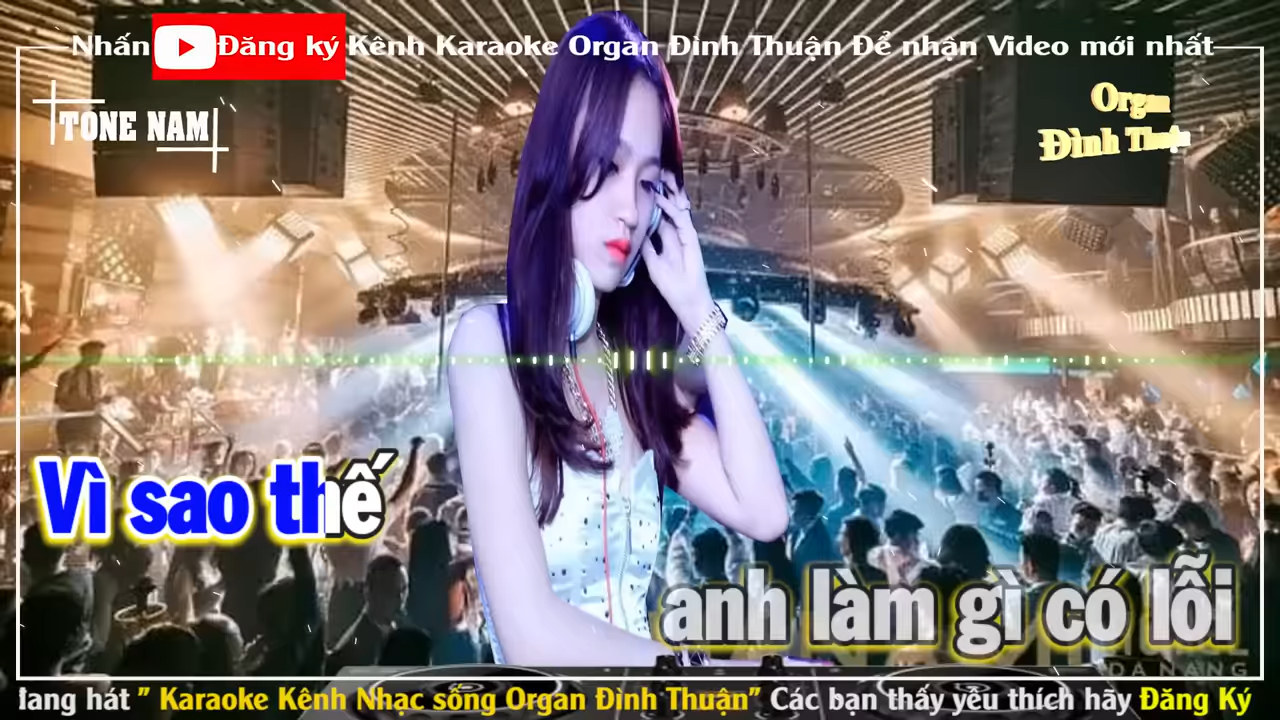 Nhấn Đăng ký Kênh Karaoke Organ Đình Thuận Để nhận Video mới nhất
TONE NAM
Organ
Đình Thuận
Vì sao thế
anh làm gì có lỗi
DA NANG
hát " Karaoke Kênh Nhạc sống Organ Đình Thuận" Các bạn thấy yêu thích hãy Đăng Ký